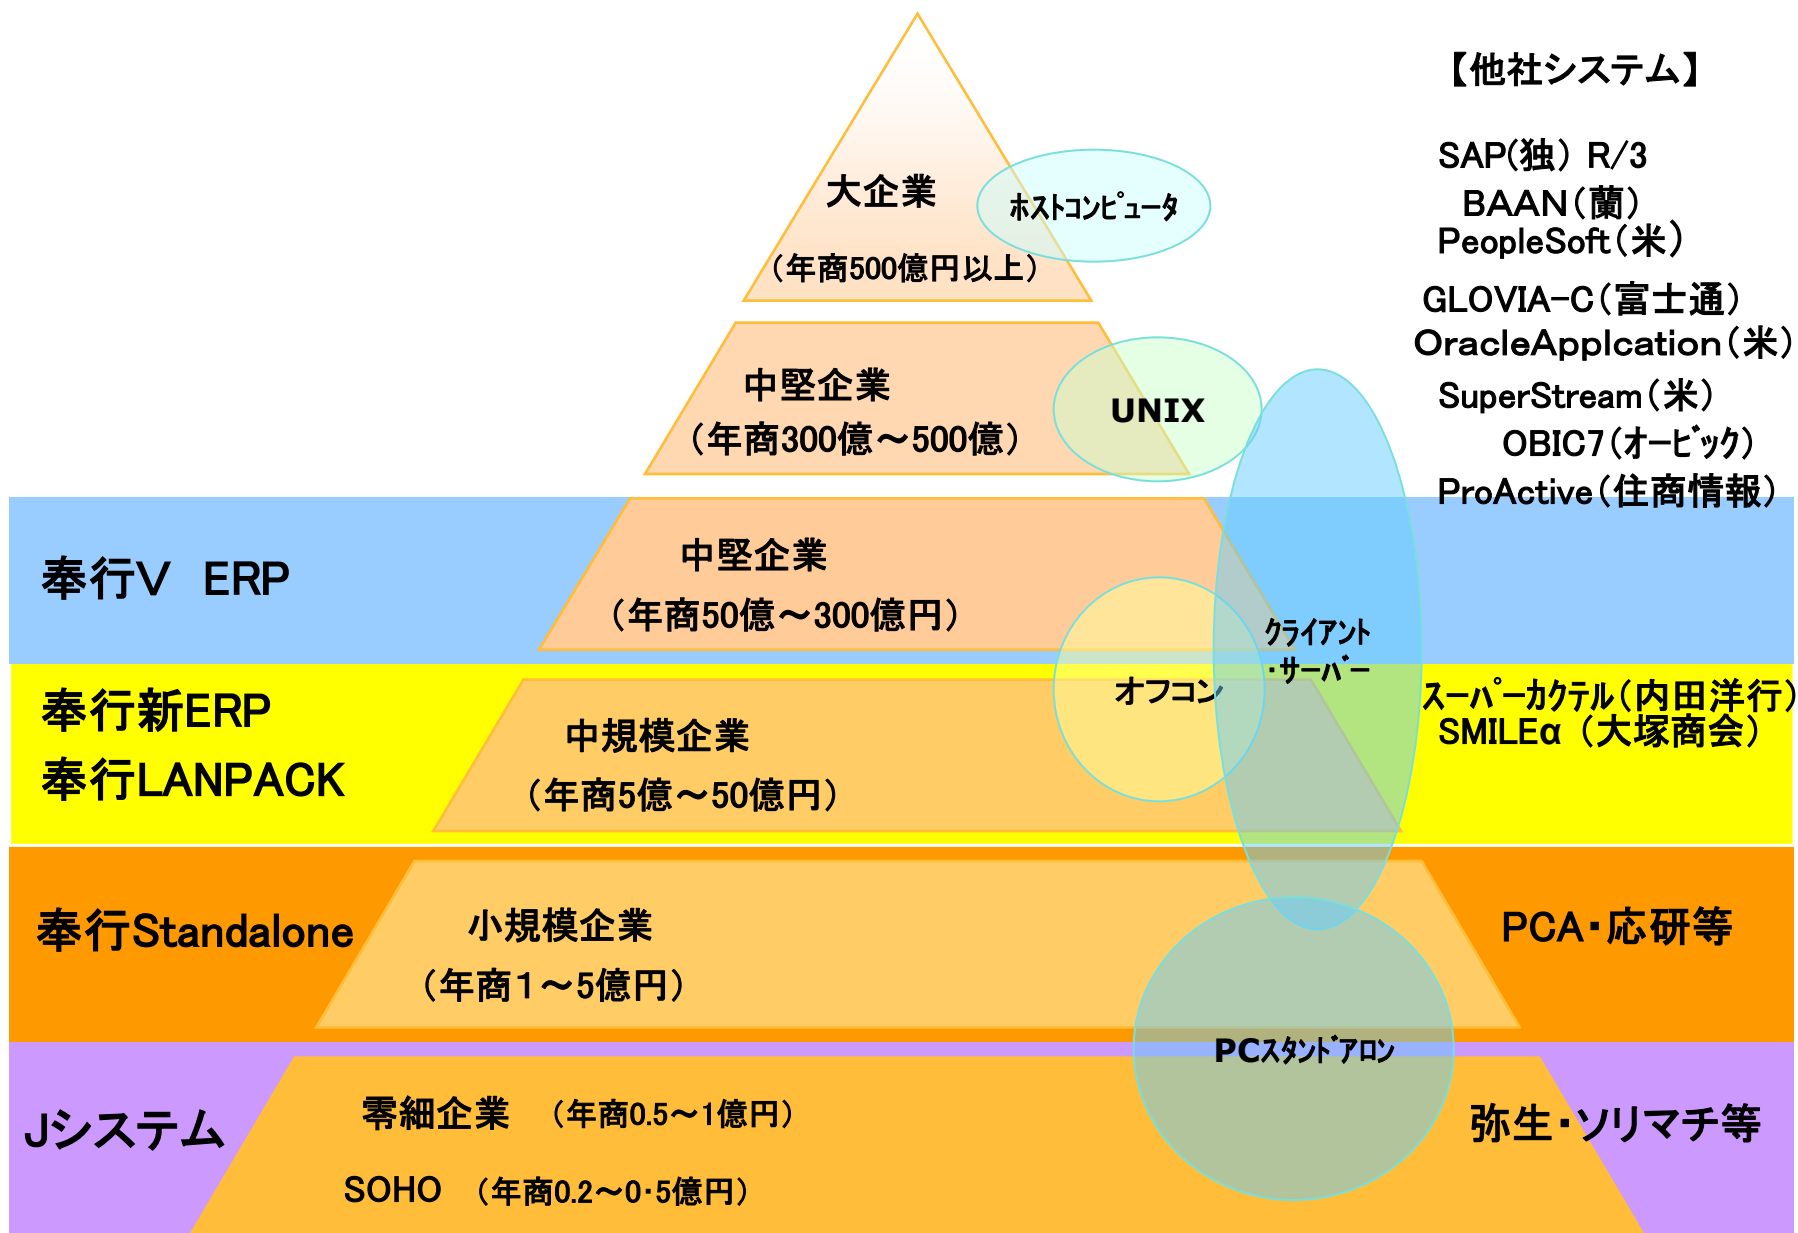 【他社システム】
SAP(独) R/3
BAAN(蘭)
PeopleSoft(米)
GLOVIA-C(富士通)
OracleApplcation(米)
SuperStream(米)
OBIC7(オービック)
ProActive(住商情報)
大企業
(年商500億円以上)
ホストコンピュータ
中堅企業
(年商300億～500億)
UNIX
奉行V ERP
中堅企業
(年商50億～300億円)
クライアント
・サーバー
奉行新ERP
奉行LANPACK
中規模企業
(年商5億～50億円)
オフコン
スーパーカクテル(内田洋行)
SMILEα (大塚商会)
奉行Standalone
小規模企業
(年商１～5億円)
PCA・応研等
PCスタンドアロン
Jシステム
零細企業 (年商0.5～1億円)
SOHO (年商0.2～0・5億円)
弥生・ソリマチ等